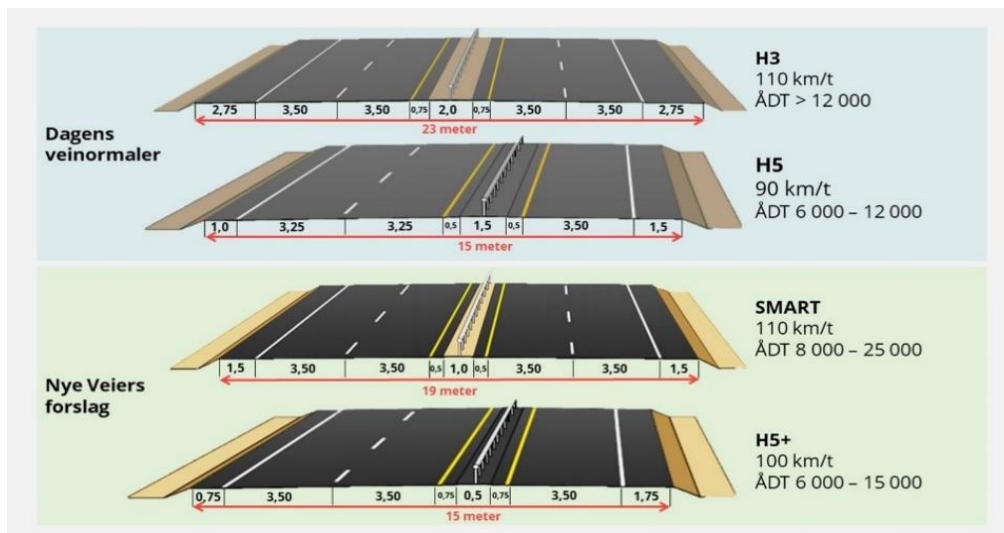 H3
110 km/t
ÅDT > 12 000
2,75 3,50 3,50 0,75 2,0 0,75 3,50 3,50 2,75
23 meter
Dagens
veinormaler
H5
90 km/t
ÅDT 6 000 – 12 000
1,0 3,25 3,25 0,5 1,5 0,5 3,50 1,5
15 meter
SMART
110 km/t
ÅDT 8 000 – 25 000
1,5 3,50 3,50 0,5 1,0 0,5 3,50 3,50 1,5
19 meter
Nye Veiers
forslag
H5+
100 km/t
ÅDT 6 000 – 15 000
0,75 3,50 3,50 0,75 0,5 0,75 3,50 1,75
15 meter